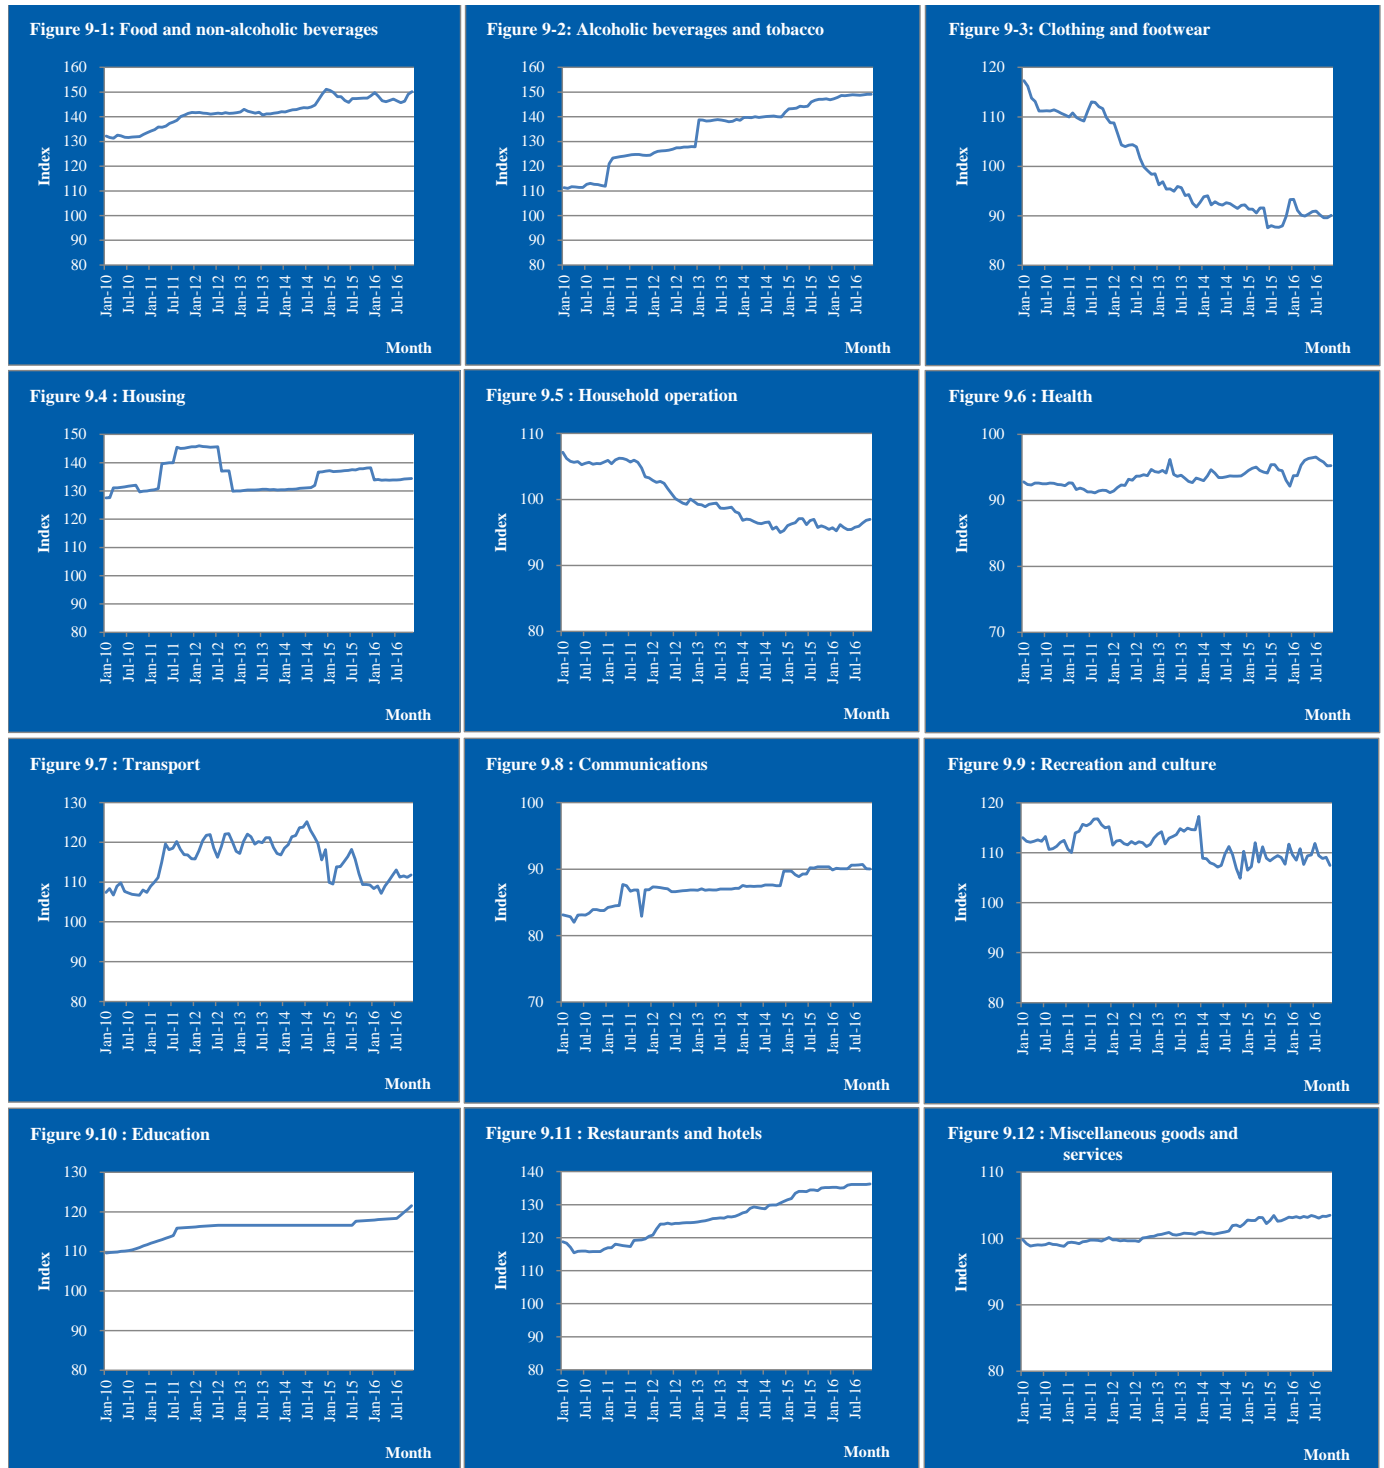 Figure 9-1: Food and non-alcoholic beverages
160
150
140
130
120
110
100
90
80
Index
Jan-10
Jul-10
Jan-11
Jul-11
Jan-12
Jul-12
Jan-13
Jul-13
Jan-14
Jul-14
Jan-15
Jul-15
Jan-16
Jul-16
Month
Figure 9-2: Alcoholic beverages and tobacco
160
150
140
130
120
110
100
90
80
Index
Jan-10
Jul-10
Jan-11
Jul-11
Jan-12
Jul-12
Jan-13
Jul-13
Jan-14
Jul-14
Jan-15
Jul-15
Jan-16
Jul-16
Month
Figure 9-3: Clothing and footwear
120
110
100
90
80
Index
Jan-10
Jul-10
Jan-11
Jul-11
Jan-12
Jul-12
Jan-13
Jul-13
Jan-14
Jul-14
Jan-15
Jul-15
Jan-16
Jul-16
Month
Figure 9.4 : Housing
150
140
130
120
110
100
90
80
Index
Jan-10
Jul-10
Jan-11
Jul-11
Jan-12
Jul-12
Jan-13
Jul-13
Jan-14
Jul-14
Jan-15
Jul-15
Jan-16
Jul-16
Month
Figure 9.5 : Household operation
110
100
90
80
Index
Jan-10
Jul-10
Jan-11
Jul-11
Jan-12
Jul-12
Jan-13
Jul-13
Jan-14
Jul-14
Jan-15
Jul-15
Jan-16
Jul-16
Month
Figure 9.6 : Health
100
90
80
70
Index
Jan-10
Jul-10
Jan-11
Jul-11
Jan-12
Jul-12
Jan-13
Jul-13
Jan-14
Jul-14
Jan-15
Jul-15
Jan-16
Jul-16
Month
Figure 9.7 : Transport
130
120
110
100
90
80
Index
Jan-10
Jul-10
Jan-11
Jul-11
Jan-12
Jul-12
Jan-13
Jul-13
Jan-14
Jul-14
Jan-15
Jul-15
Jan-16
Jul-16
Month
Figure 9.8 : Communications
100
90
80
70
Index
Jan-10
Jul-10
Jan-11
Jul-11
Jan-12
Jul-12
Jan-13
Jul-13
Jan-14
Jul-14
Jan-15
Jul-15
Jan-16
Jul-16
Month
Figure 9.9 : Recreation and culture
120
110
100
90
80
Index
Jan-10
Jul-10
Jan-11
Jul-11
Jan-12
Jul-12
Jan-13
Jul-13
Jan-14
Jul-14
Jan-15
Jul-15
Jan-16
Jul-16
Month
Figure 9.10 : Education
130
120
110
100
90
80
Index
Jan-10
Jul-10
Jan-11
Jul-11
Jan-12
Jul-12
Jan-13
Jul-13
Jan-14
Jul-14
Jan-15
Jul-15
Jan-16
Jul-16
Month
Figure 9.11 : Restaurants and hotels
140
130
120
110
100
90
80
Index
Jan-10
Jul-10
Jan-11
Jul-11
Jan-12
Jul-12
Jan-13
Jul-13
Jan-14
Jul-14
Jan-15
Jul-15
Jan-16
Jul-16
Month
Figure 9.12 : Miscellaneous goods and
services
110
100
90
80
Index
Jan-10
Jul-10
Jan-11
Jul-11
Jan-12
Jul-12
Jan-13
Jul-13
Jan-14
Jul-14
Jan-15
Jul-15
Jan-16
Jul-16
Month